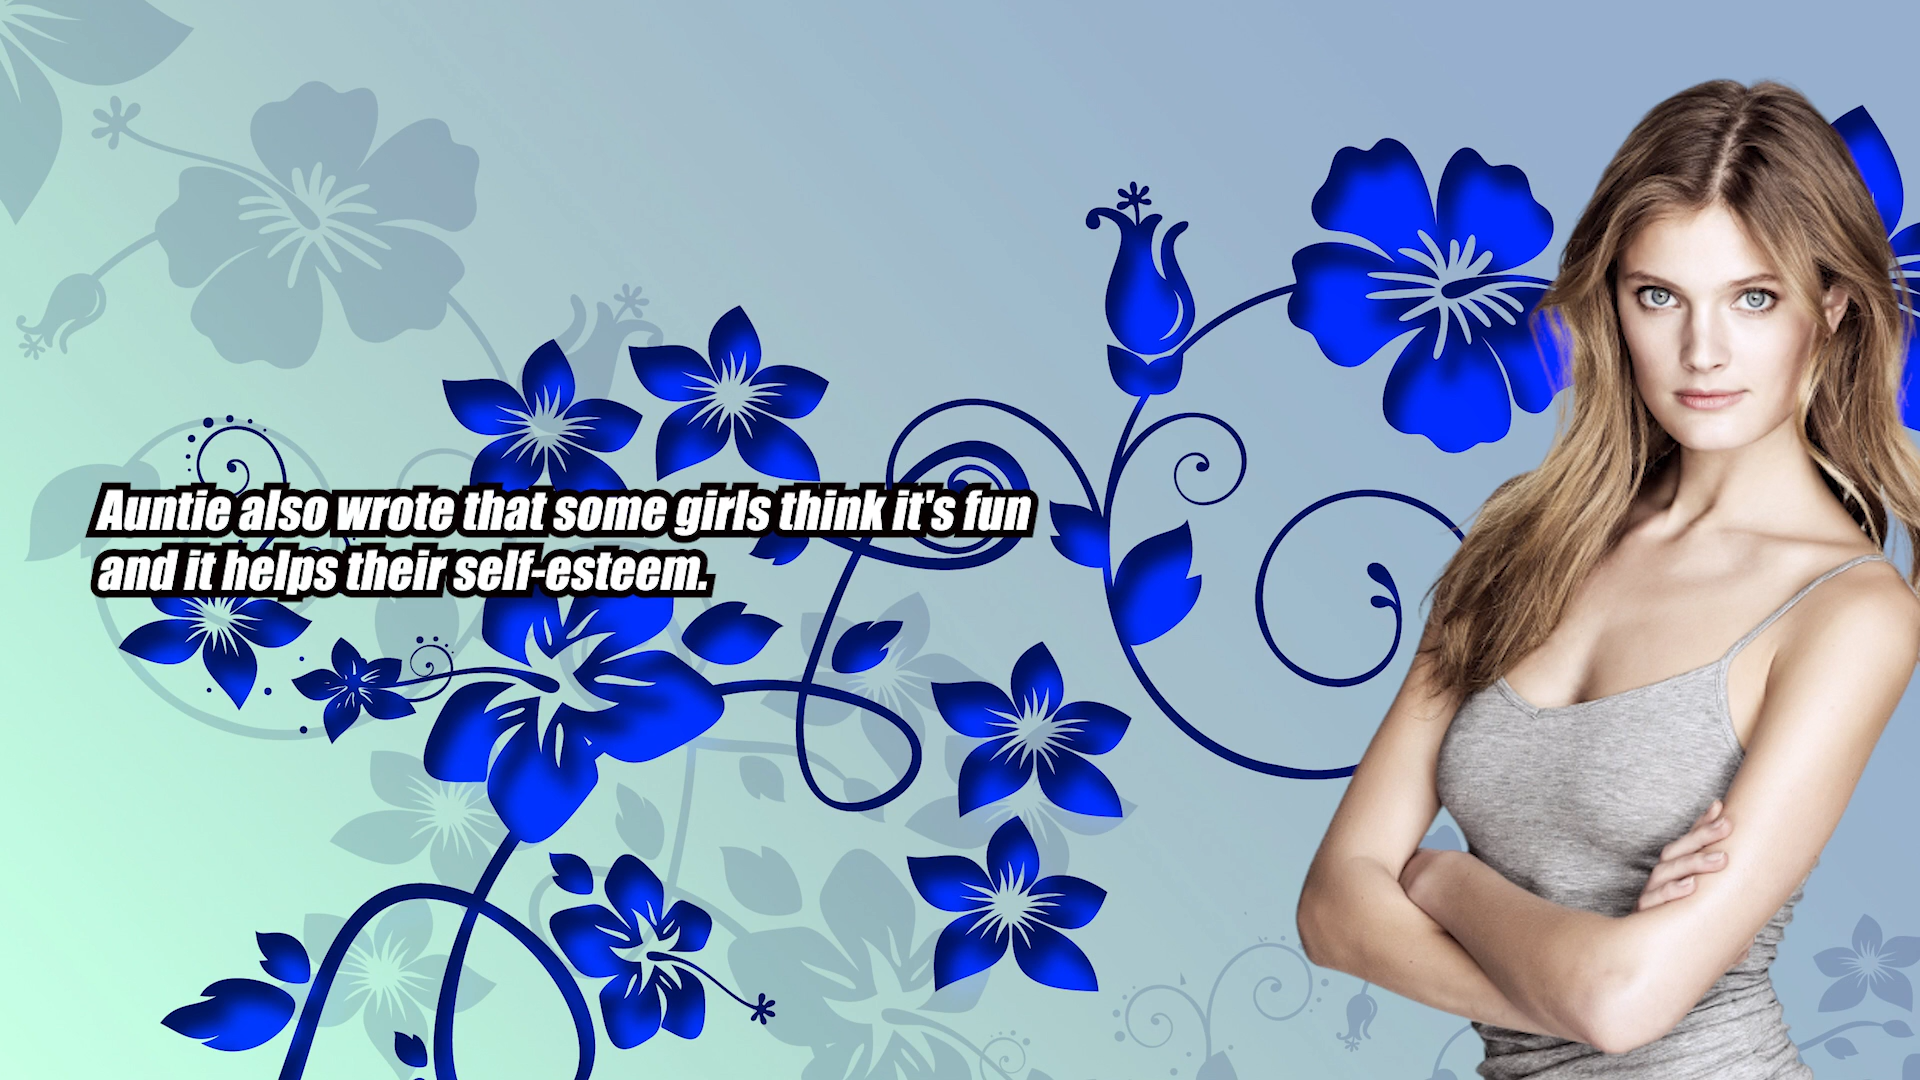 Auntie also wrote that some girls think it's fun
and it helps their self-esteem.